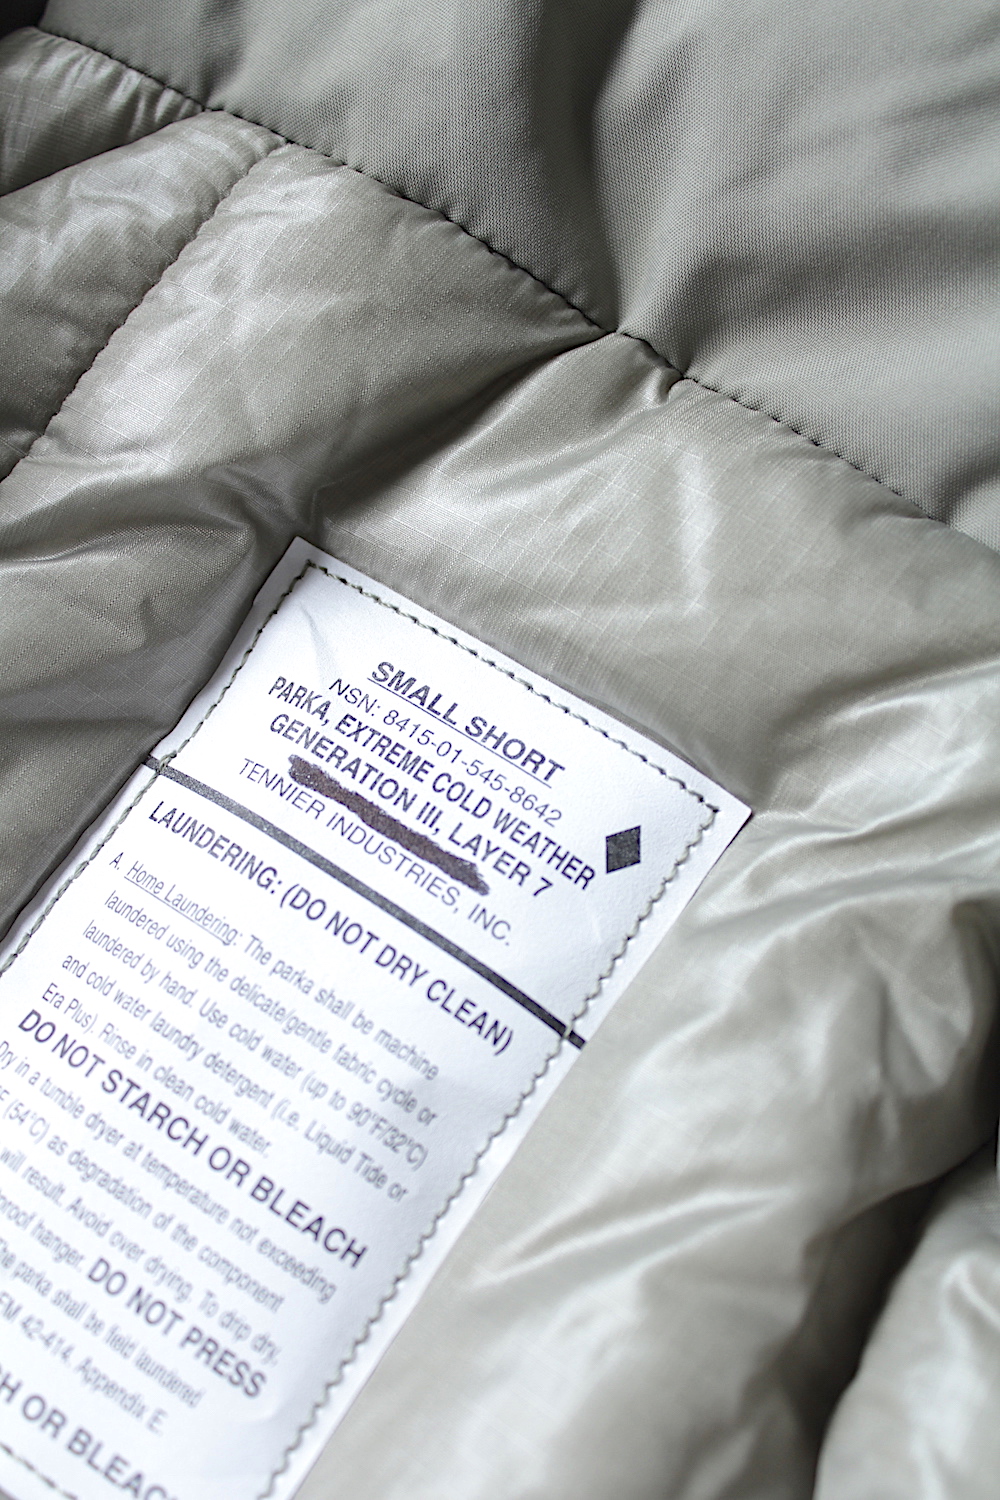 SMALL SHORT
NSN: 8415-01-545-8642
PARKA, EXTREME COLD WEATHER
GENERATION III, LAYER 7
TENNIER INDUSTRIES, INC.
LAUNDERING: (DO NOT DRY CLEAN)
A. Home Laundering: The parka shall be machine
laundered using the delicate/gentle fabric cycle or
laundered by hand. Use cold water (up to 90°F/32°C)
and cold water laundry detergent (i.e. Liquid Tide or
Era Plus). Rinse in clean cold water.
DO NOT STARCH OR BLEACH
Dry in a tumble dryer at temperature not exceeding
(54°C) as degradation of the component
will result. Avoid over drying. To drip dry,
proof hanger. DO NOT PRESS
The parka shall be field laundered
FM 42-414, Appendix E.
OR BLEACH